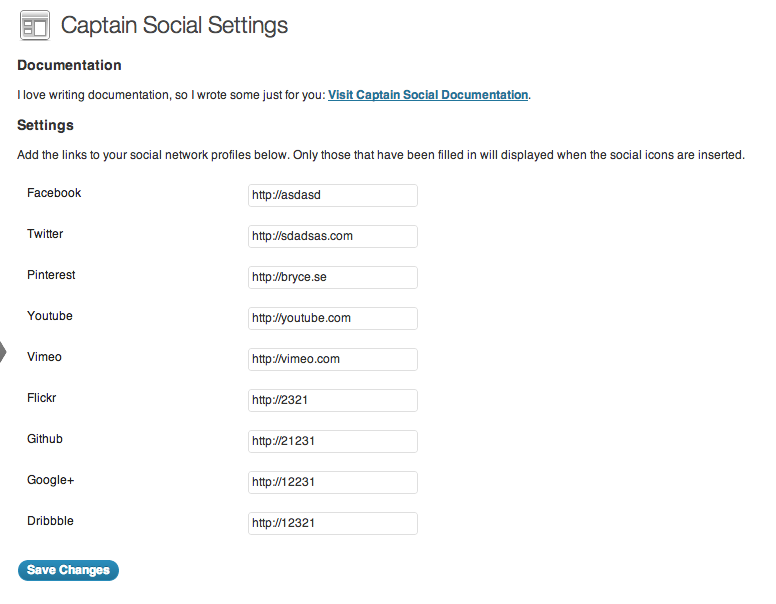 Captain Social Settings
Documentation
I love writing documentation, so I wrote some just for you: Visit Captain Social Documentation.
Settings
Add the links to your social network profiles below. Only those that have been filled in will displayed when the social icons are inserted.
Facebook http://asdasd
Twitter http://sdadsas.com
Pinterest http://bryce.se
Youtube http://youtube.com
Vimeo http://vimeo.com
Flickr http://2321
Github http://21231
Google+ http://12231
Dribbble http://12321
Save Changes